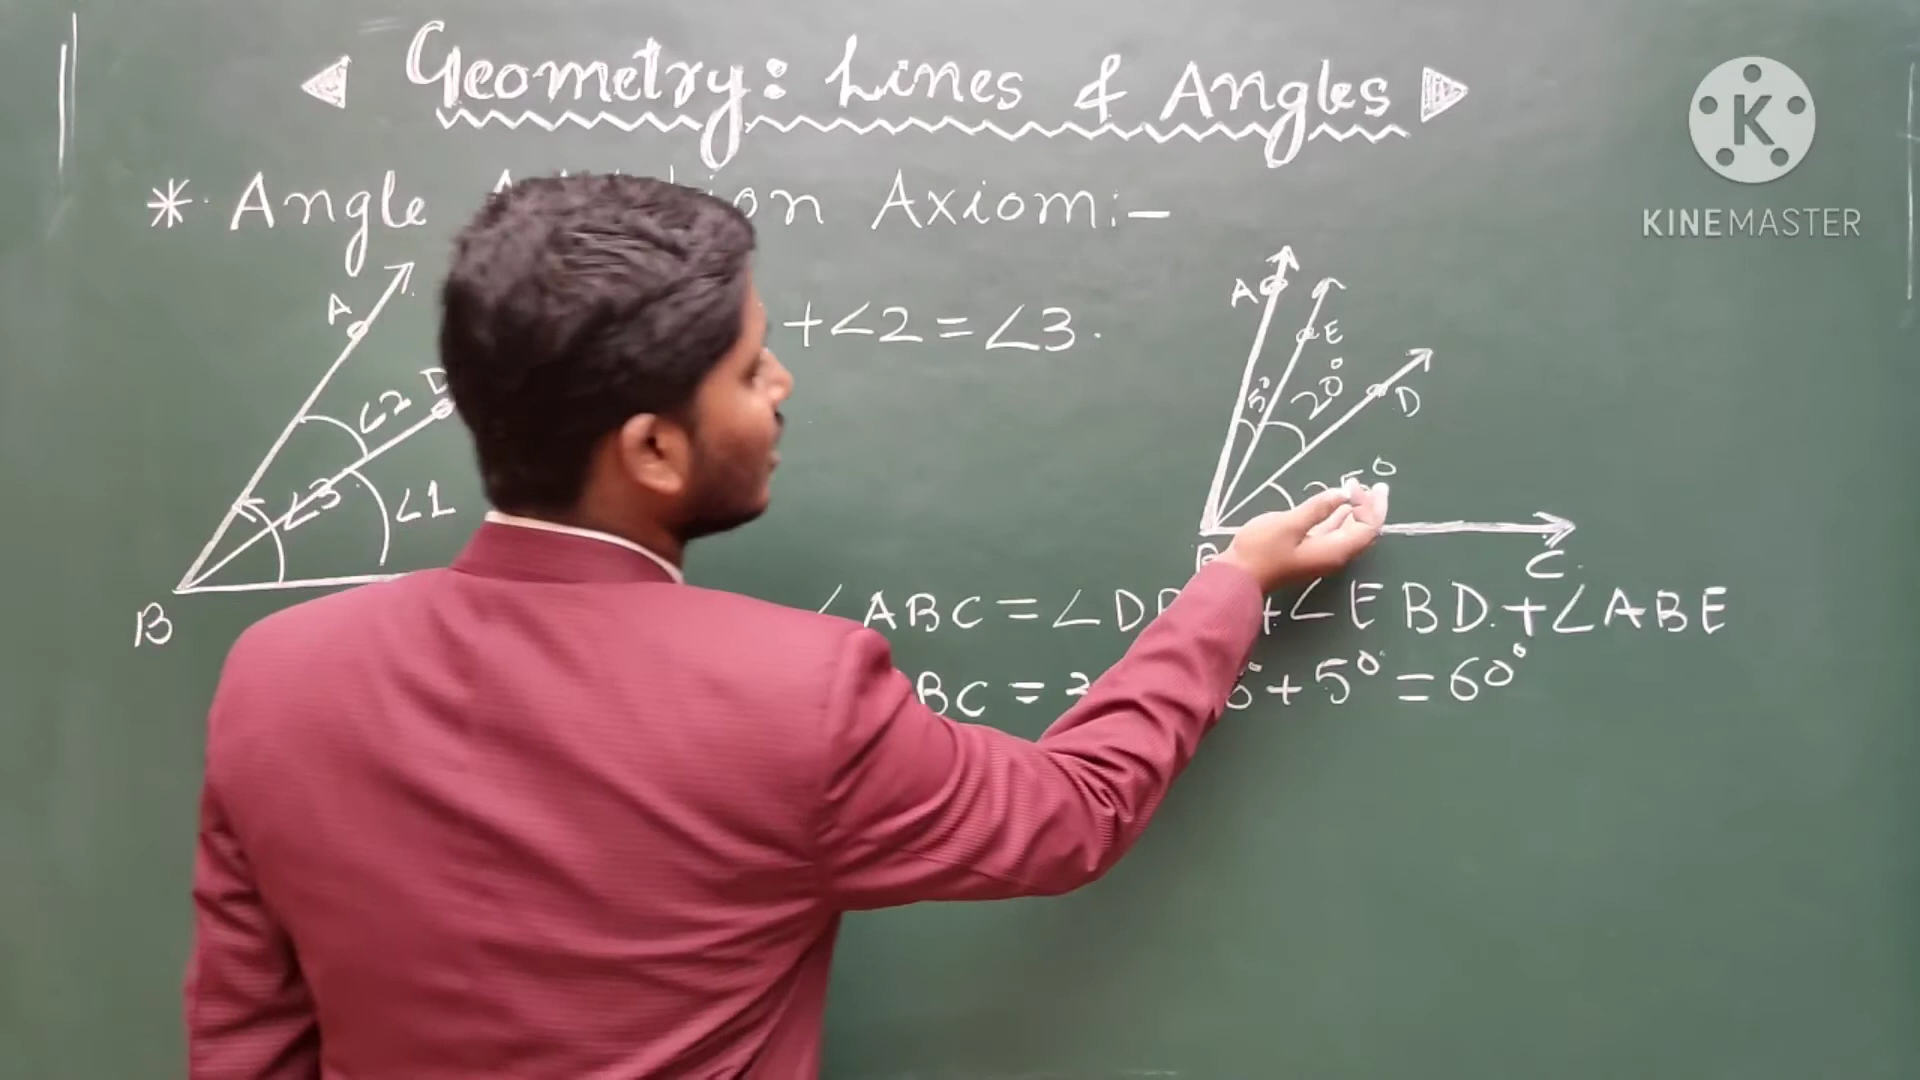 Geometry: Lines & Angles
* Angle Axiom:-
+∠2=∠3.
A
D
∠2
∠3
∠1
B
A
E
D
5°
20°
C.
ABC = ∠ +∠EBD.+∠ABE
BC = +5° = 60°
K
KINEMASTER